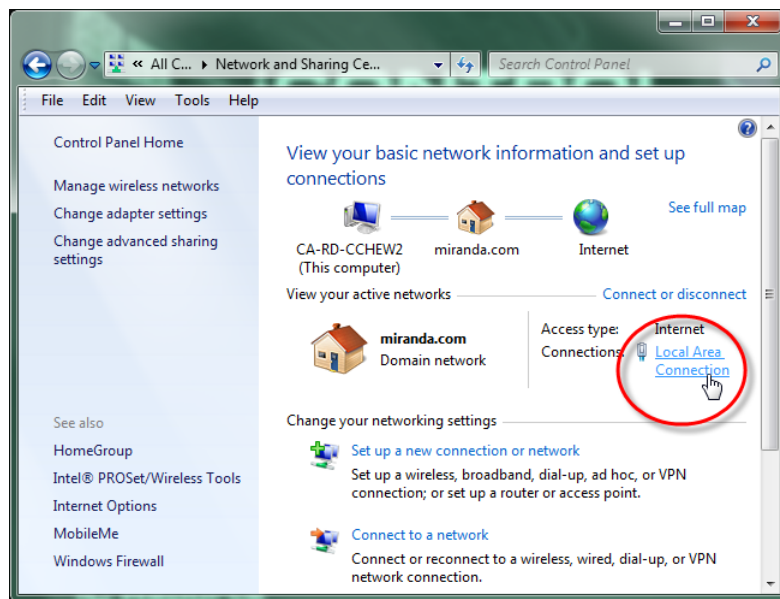 « All C... ▸ Network and Sharing Ce...
Search Control Panel
File Edit View Tools Help
Control Panel Home
Manage wireless networks
Change adapter settings
Change advanced sharing
settings
See also
HomeGroup
Intel® PROSet/Wireless Tools
Internet Options
MobileMe
Windows Firewall
View your basic network information and set up
connections
See full map
CA-RD-CCHEW2
(This computer)
miranda.com
Internet
View your active networks
Connect or disconnect
miranda.com
Domain network
Access type: Internet
Connections: Local Area
Connection
Change your networking settings
Set up a new connection or network
Set up a wireless, broadband, dial-up, ad hoc, or VPN
connection; or set up a router or access point.
Connect to a network
Connect or reconnect to a wireless, wired, dial-up, or VPN
network connection.